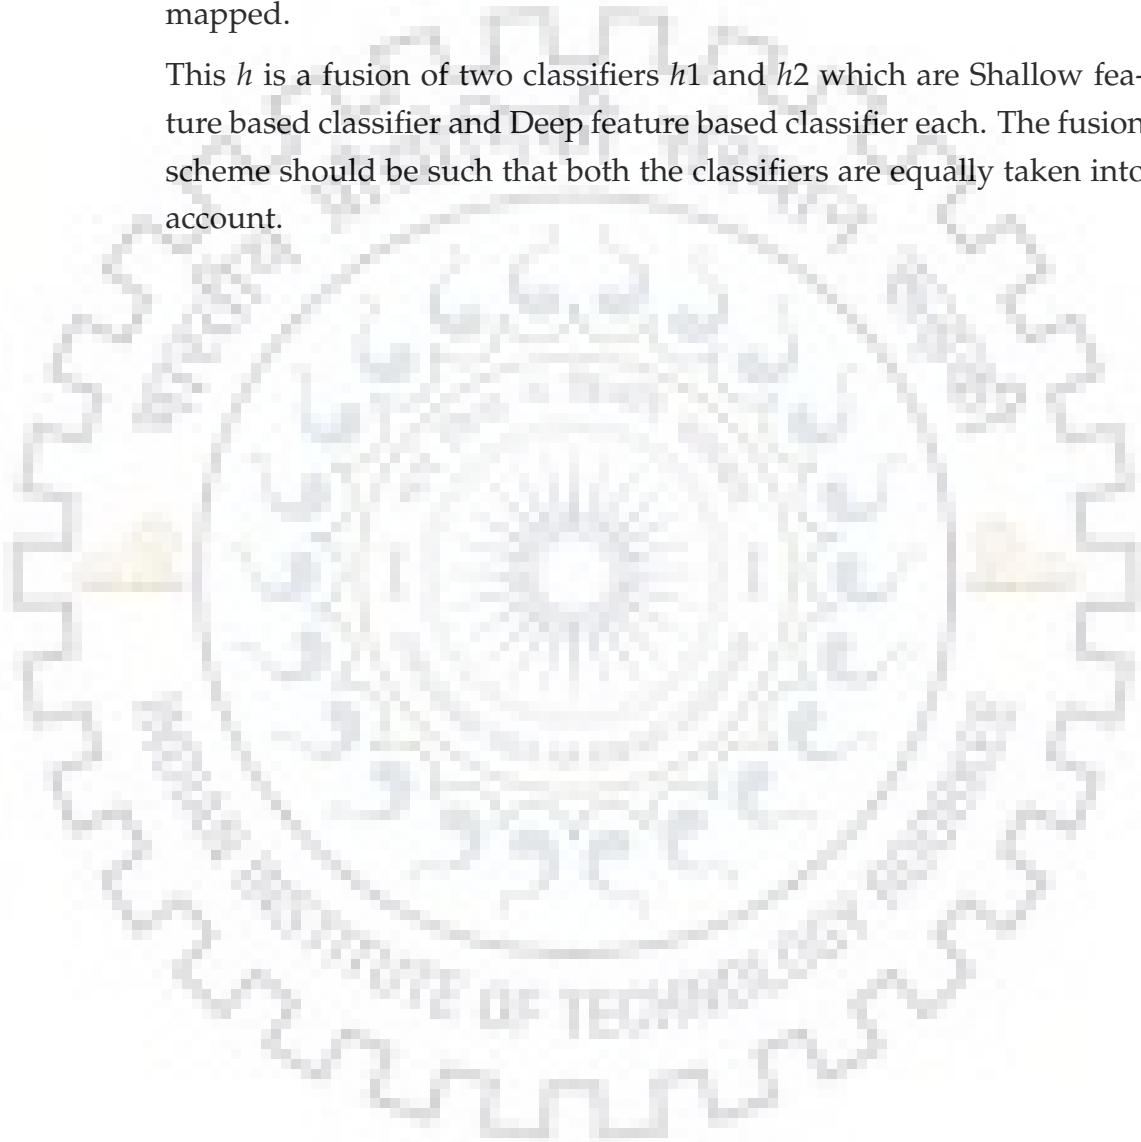 mapped.
This h is a fusion of two classifiers h1 and h2 which are Shallow fea-
ture based classifier and Deep feature based classifier each. The fusion
scheme should be such that both the classifiers are equally taken into
account.
OF TECHNOLOGY